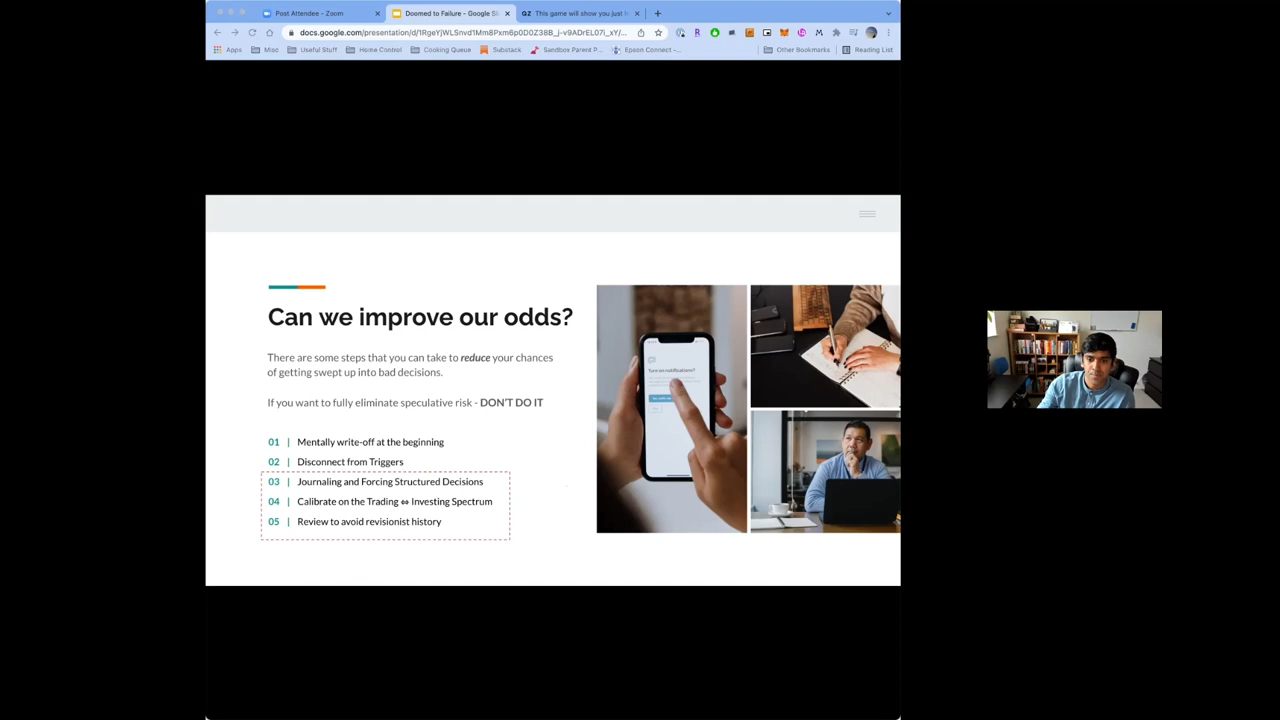 Post Attendee - Zoom
Doomed to Failure - Google Sli
This game will show you just h
docs.google.com/presentation/d/1RgeYjWLSnvd1Mm8Pxm6p0D0Z38B_j-v9ADrEL07l_xY/...
Apps
Misc
Useful Stuff
Home Control
Cooking Queue
Substack
Sandbox Parent P...
Epson Connect -...
Other Bookmarks
Reading List
Can we improve our odds?
There are some steps that you can take to reduce your chances
of getting swept up into bad decisions.
If you want to fully eliminate speculative risk - DON'T DO IT
01 | Mentally write-off at the beginning
02 | Disconnect from Triggers
03 | Journaling and Forcing Structured Decisions
04 | Calibrate on the Trading ⇔ Investing Spectrum
05 | Review to avoid revisionist history
Turn on notifications?